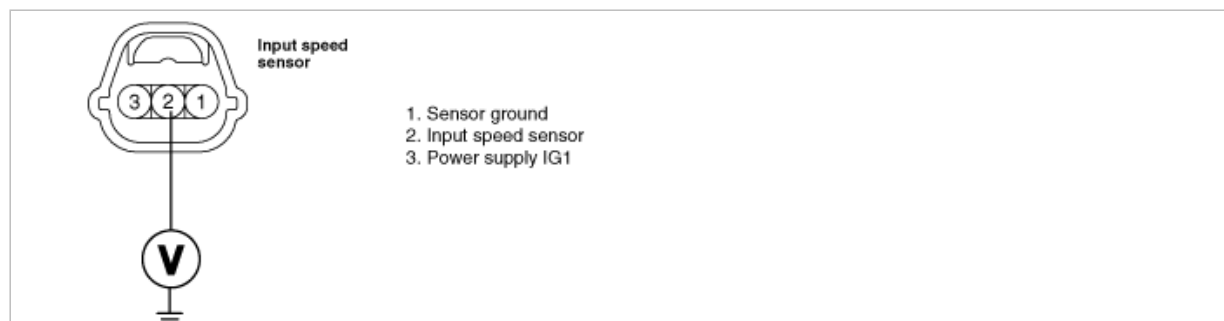 Input speed
sensor
3 2 1
1. Sensor ground
2. Input speed sensor
3. Power supply IG1
V